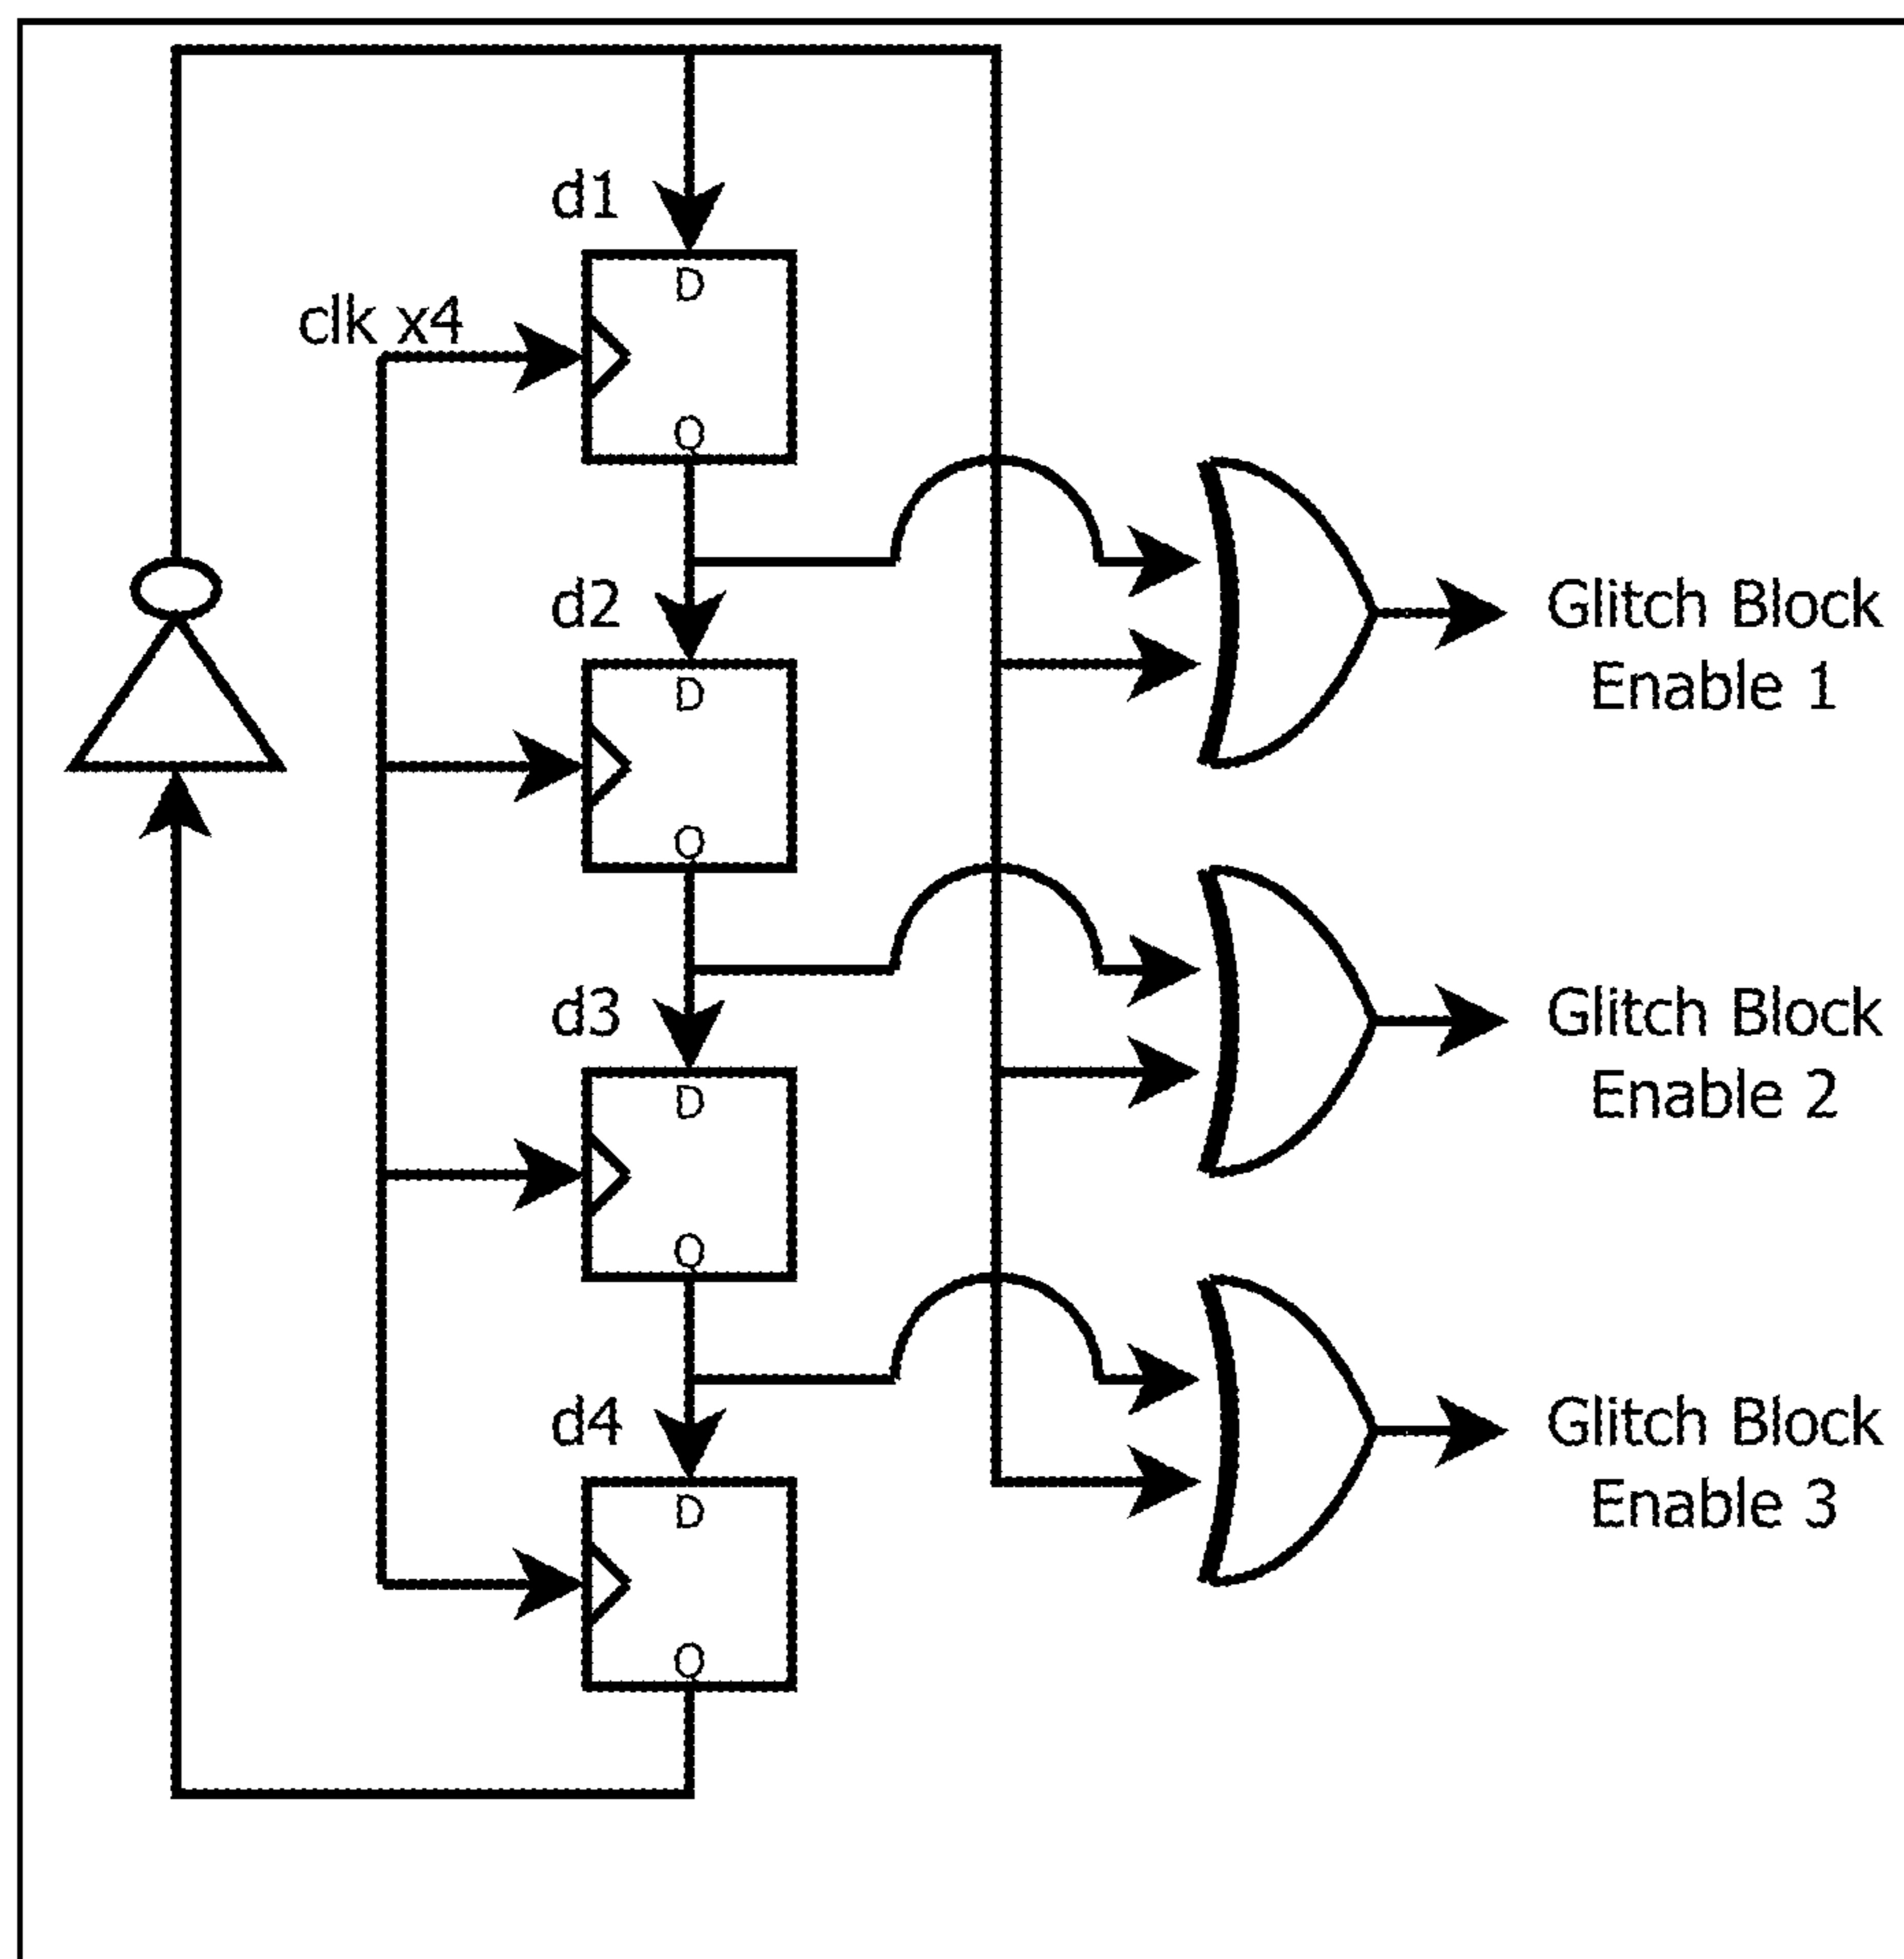 d1
D
clk x4
Q
d2
Glitch Block
Enable 1
D
Q
d3
Glitch Block
Enable 2
D
Q
d4
Glitch Block
Enable 3
D
Q